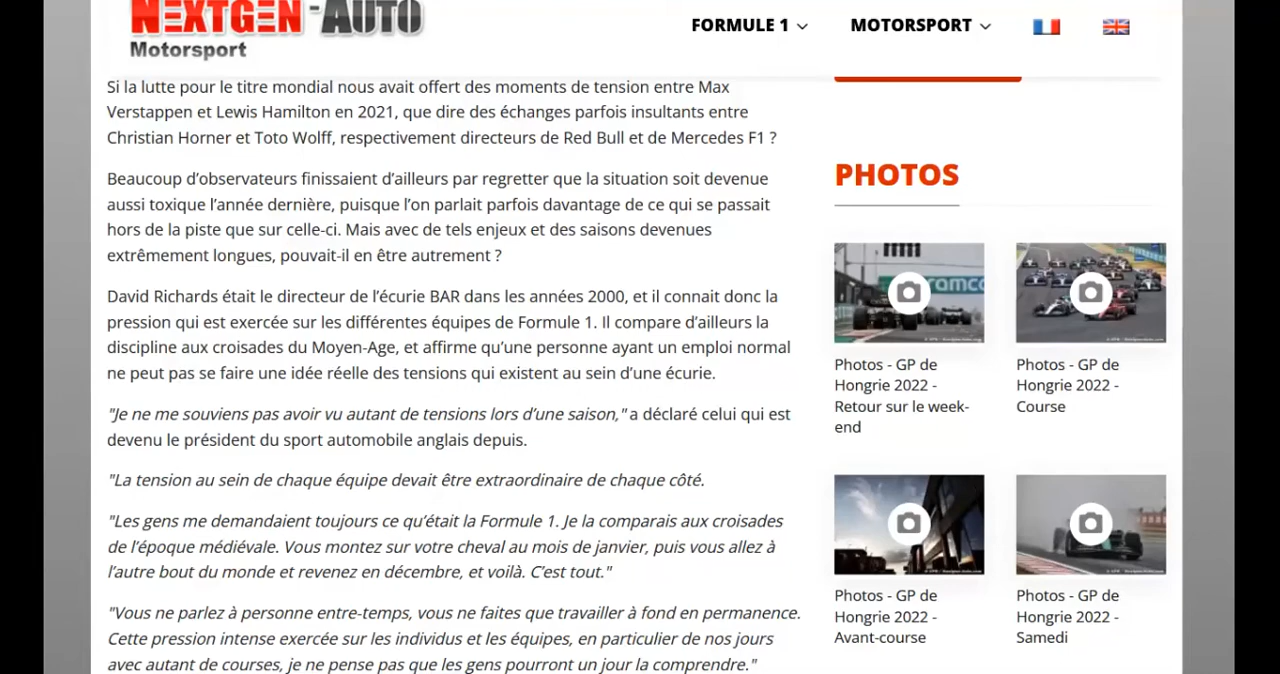 NEXTGEN-AUTO
Motorsport
FORMULE 1
MOTORSPORT
Si la lutte pour le titre mondial nous avait offert des moments de tension entre Max
Verstappen et Lewis Hamilton en 2021, que dire des échanges parfois insultants entre
Christian Horner et Toto Wolff, respectivement directeurs de Red Bull et de Mercedes F1 ?
Beaucoup d’observateurs finissaient d’ailleurs par regretter que la situation soit devenue
aussi toxique l’année dernière, puisque l’on parlait parfois davantage de ce qui se passait
hors de la piste que sur celle-ci. Mais avec de tels enjeux et des saisons devenues
extrêmement longues, pouvait-il en être autrement ?
David Richards était le directeur de l’écurie BAR dans les années 2000, et il connait donc la
pression qui est exercée sur les différentes équipes de Formule 1. Il compare d’ailleurs la
discipline aux croisades du Moyen-Age, et affirme qu’une personne ayant un emploi normal
ne peut pas se faire une idée réelle des tensions qui existent au sein d’une écurie.
"Je ne me souviens pas avoir vu autant de tensions lors d’une saison," a déclaré celui qui est
devenu le président du sport automobile anglais depuis.
"La tension au sein de chaque équipe devait être extraordinaire de chaque côté.
"Les gens me demandaient toujours ce qu’était la Formule 1. Je la comparais aux croisades
de l’époque médiévale. Vous montez sur votre cheval au mois de janvier, puis vous allez à
l’autre bout du monde et revenez en décembre, et voilà. C’est tout."
"Vous ne parlez à personne entre-temps, vous ne faites que travailler à fond en permanence.
Cette pression intense exercée sur les individus et les équipes, en particulier de nos jours
avec autant de courses, je ne pense pas que les gens pourront un jour la comprendre."
PHOTOS
aramco
Photos - GP de
Hongrie 2022 -
Retour sur le week-
end
Photos - GP de
Hongrie 2022 -
Course
Photos - GP de
Hongrie 2022 -
Avant-course
Photos - GP de
Hongrie 2022 -
Samedi